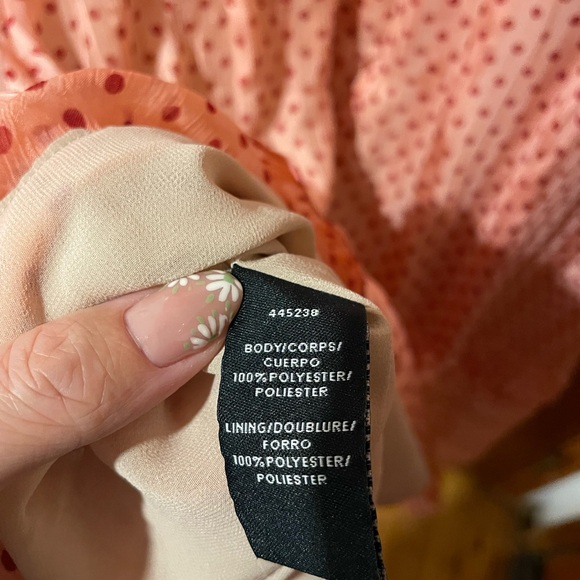 445238
BODY/CORPS/
CUERPO
100%POLYESTER/
POLIESTER
LINING/DOUBLURE/
FORRO
100%POLYESTER/
POLIESTER